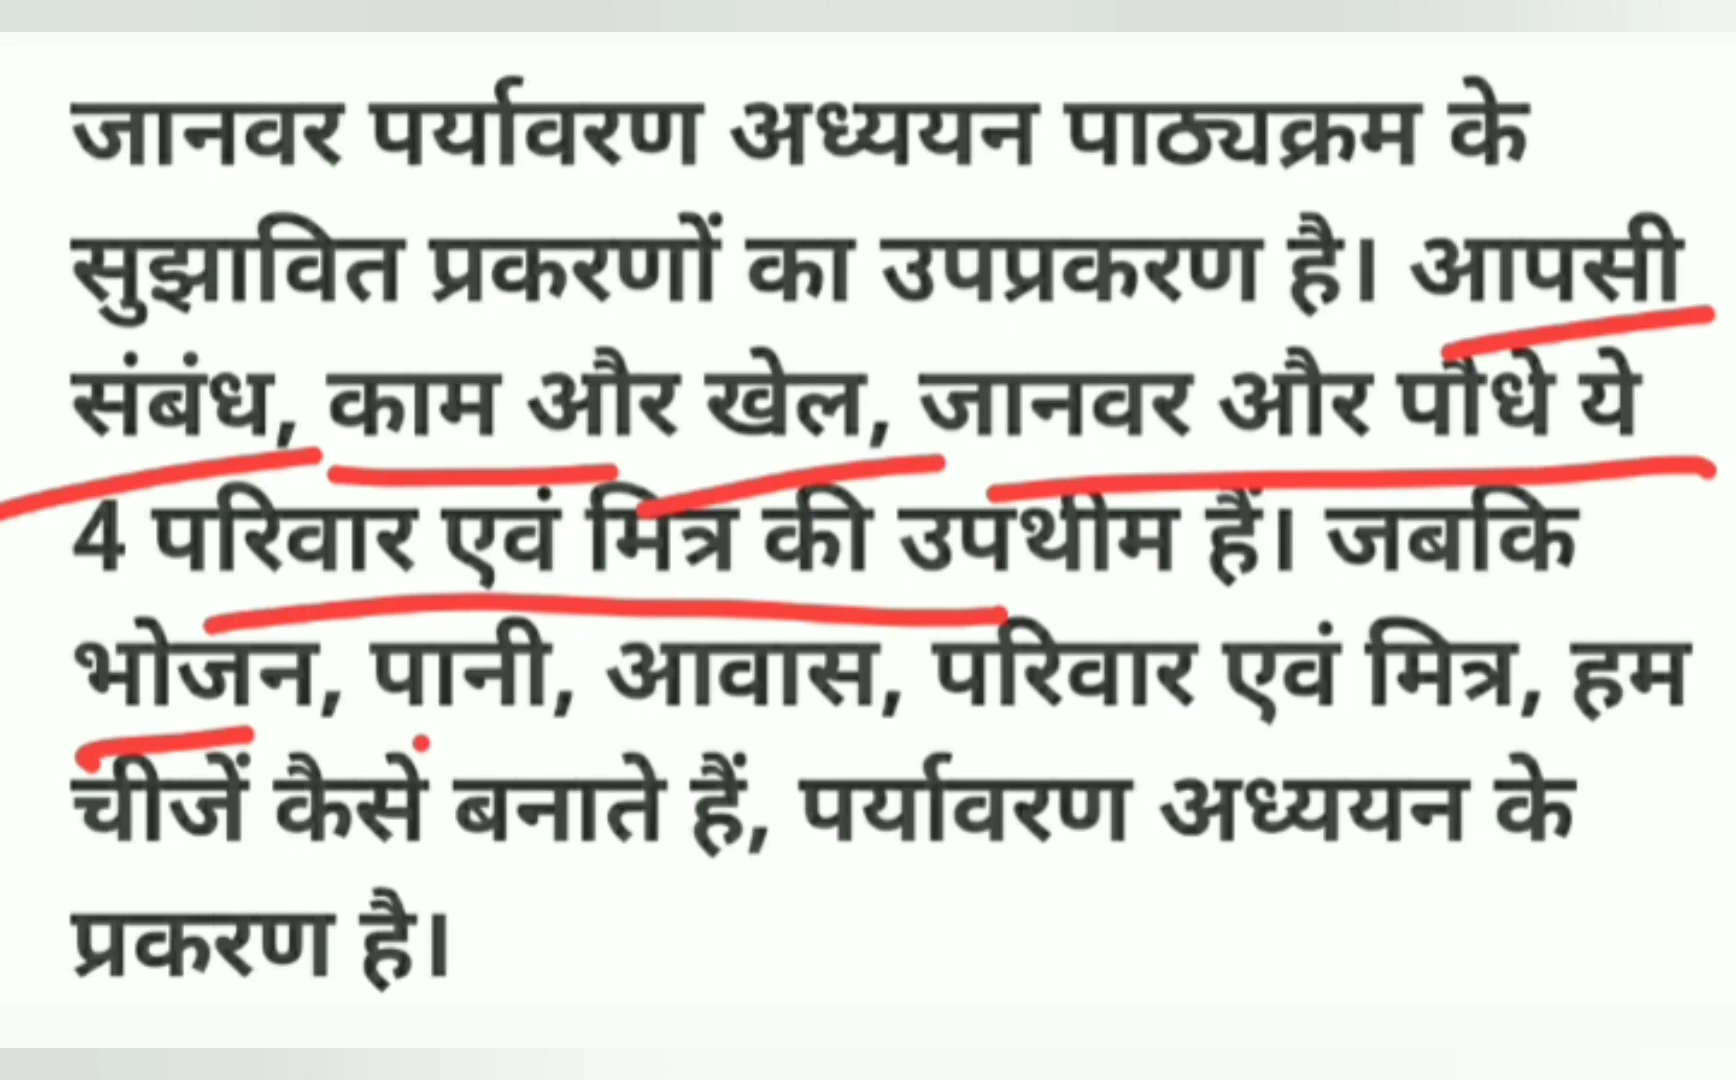 जानवर पर्यावरण अध्ययन पाठ्यक्रम के
सुझावित प्रकरणों का उपप्रकरण है। आपसी
संबंध, काम और खेल, जानवर और पौधे ये
4 परिवार एवं मित्र की उपथीम हैं। जबकि
भोजन, पानी, आवास, परिवार एवं मित्र, हम
चीजें कैसे बनाते हैं, पर्यावरण अध्ययन के
प्रकरण है।